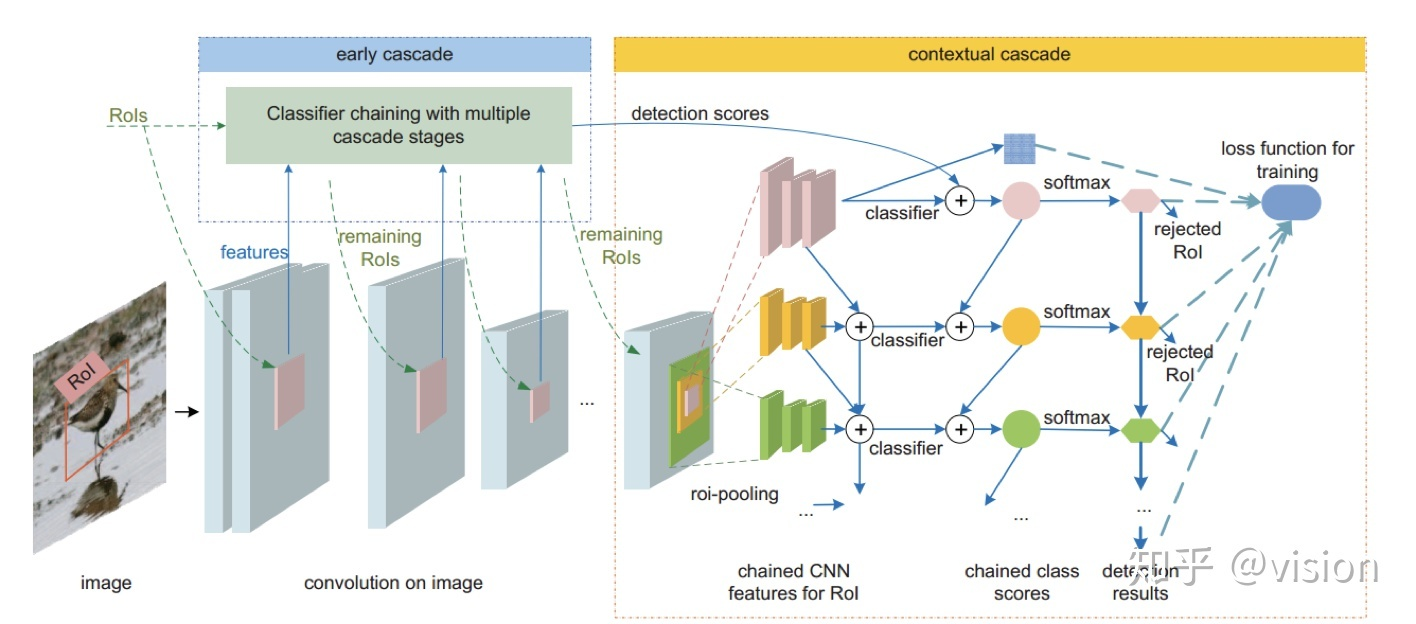 early cascade
contextual cascade
RoIs
Classifier chaining with multiple
cascade stages
detection scores
loss function for
training
softmax
classifier
rejected
RoI
features
remaining
RoIs
remaining
RoIs
RoI
softmax
classifier
rejected
RoI
...
softmax
classifier
roi-pooling
...
...
...
image
convolution on image
chained CNN
features for RoI
chained class
scores
detection
results
知乎 @vision